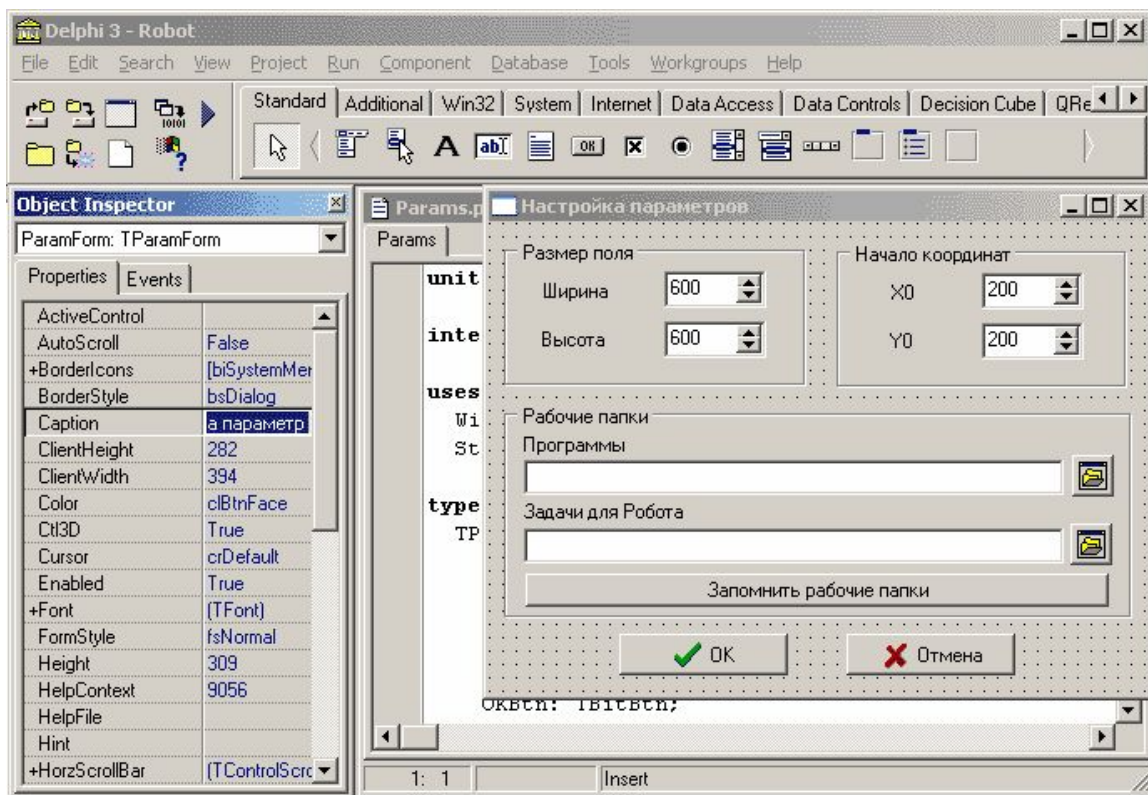 Delphi 3 - Robot
File Edit Search View Project Run Component Database Tools Workgroups Help
Standard Additional Win32 System Internet Data Access Data Controls Decision Cube QRe
Object Inspector
ParamForm: TParamForm
Properties Events
ActiveControl
AutoScroll False
+BorderIcons [biSystemMer
BorderStyle bsDialog
Caption а параметр
ClientHeight 282
ClientWidth 394
Color clBtnFace
Ctl3D True
Cursor crDefault
Enabled True
+Font (TFont)
FormStyle fsNormal
Height 309
HelpContext 9056
HelpFile
Hint
+HorzScrollBar (TControlScro
Params.p
Params
unit
inte
uses
Wi
St
type
TP
OKBtn: TBitBtn;
1: 1 Insert
Настройка параметров
Размер поля
Ширина 600
Высота 600
Начало координат
X0 200
Y0 200
Рабочие папки
Программы
Задачи для Робота
Запомнить рабочие папки
OK Отмена